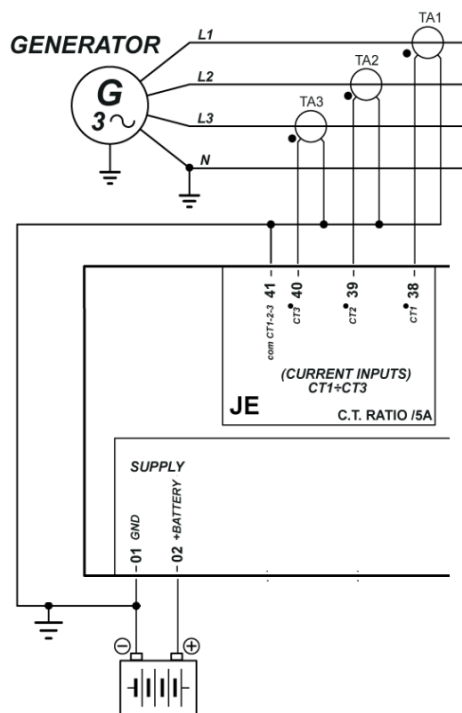 TA1
GENERATOR
L1
TA2
L2
G
3
TA3
L3
N
41
40
39
38
com CT1-2-3
CT3
CT2
CT1
(CURRENT INPUTS)
CT1÷CT3
JE
C.T. RATIO /5A
SUPPLY
01 GND
02 +BATTERY